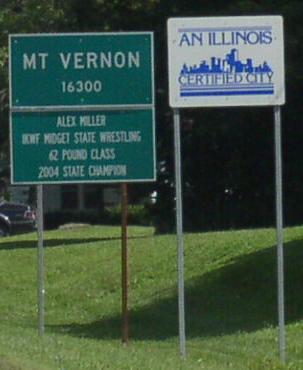 MT VERNON
16300
ALEX MILLER
IKWF MIDGET STATE WRESTLING
62 POUND CLASS
2004 STATE CHAMPION
AN ILLINOIS
CERTIFIED CITY